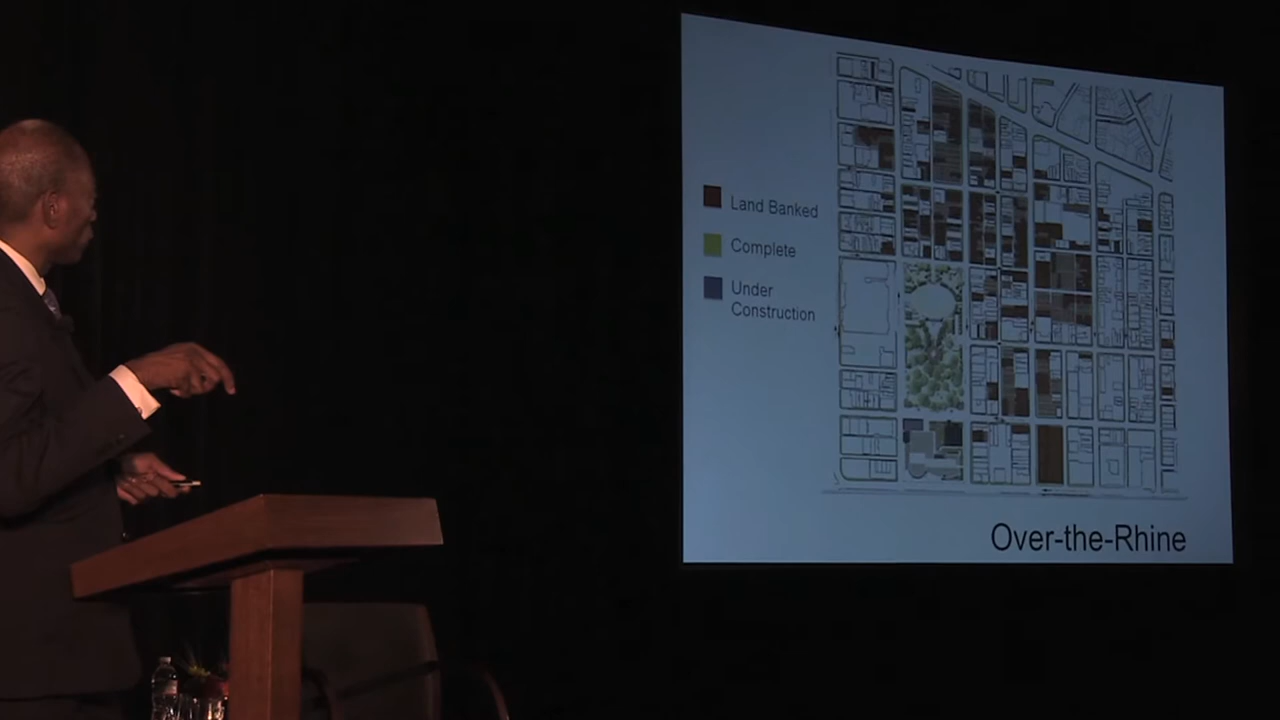 Land Banked
Complete
Under
Construction
Over-the-Rhine